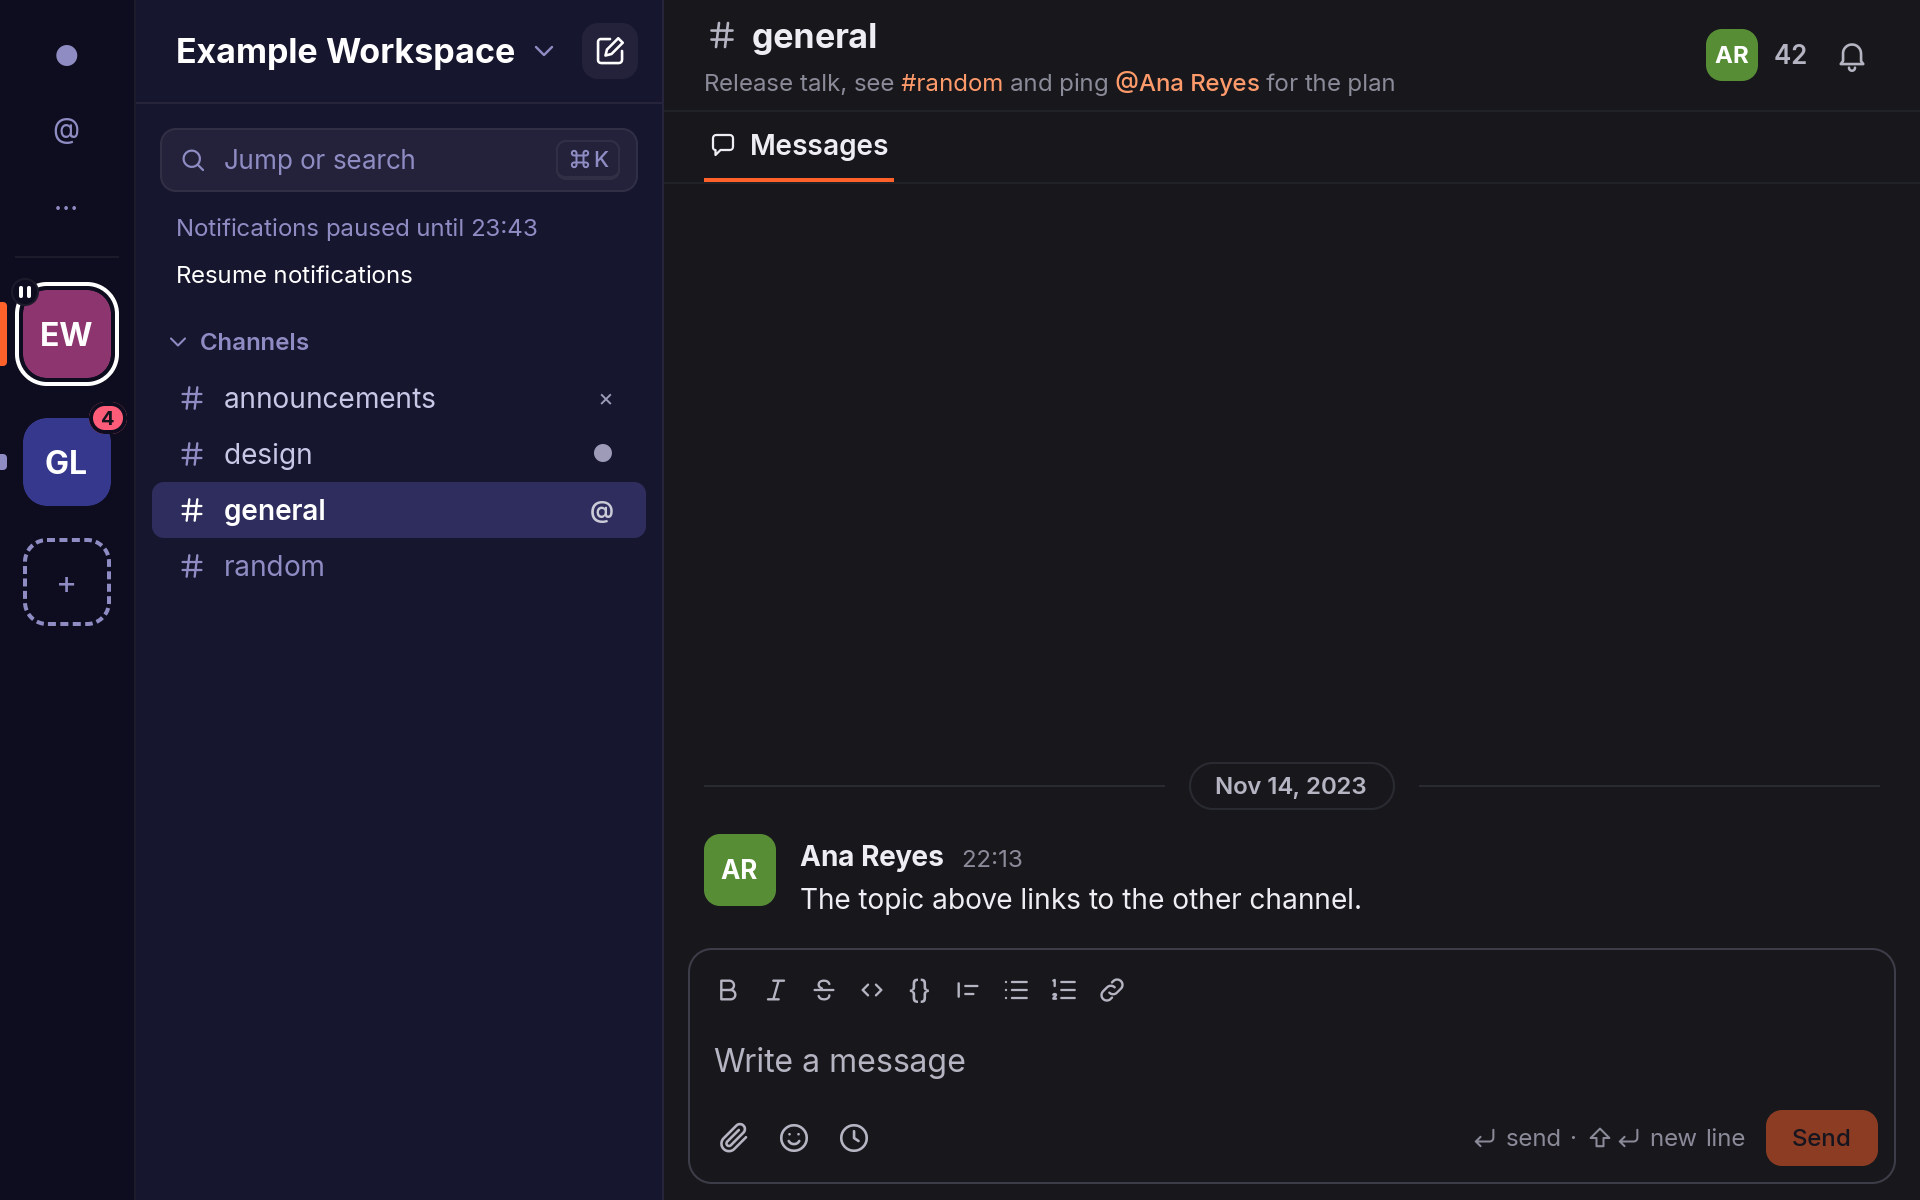 @
...
EW
4
GL
+
Example Workspace
Jump or search
⌘K
Notifications paused until 23:43
Resume notifications
Channels
# announcements ×
# design
# general @
# random
# general
Release talk, see #random and ping @Ana Reyes for the plan
AR 42
Messages
Nov 14, 2023
AR
Ana Reyes 22:13
The topic above links to the other channel.
Write a message
send · new line
Send